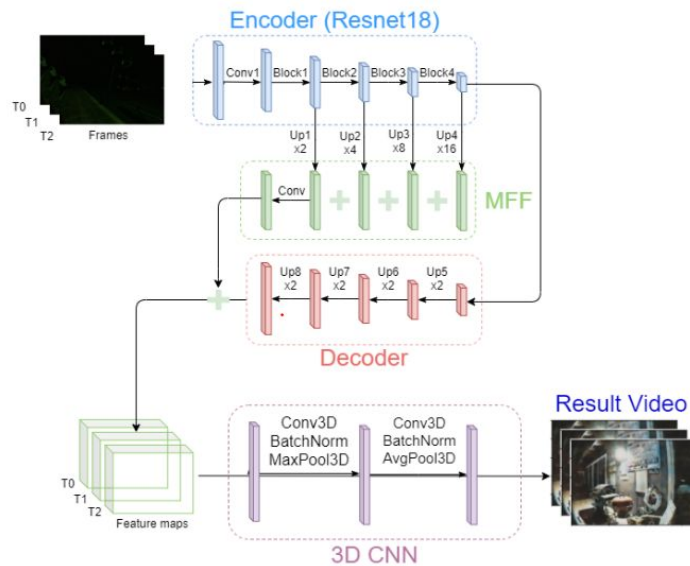 Encoder (Resnet18)
Conv1
Block1
Block2
Block3
Block4
T0
T1
T2
Frames
Up1
x2
Up2
x4
Up3
x8
Up4
x16
Conv
MFF
Up8
x2
Up7
x2
Up6
x2
Up5
x2
Decoder
Result Video
Conv3D
BatchNorm
MaxPool3D
Conv3D
BatchNorm
AvgPool3D
T0
T1
T2
Feature maps
3D CNN